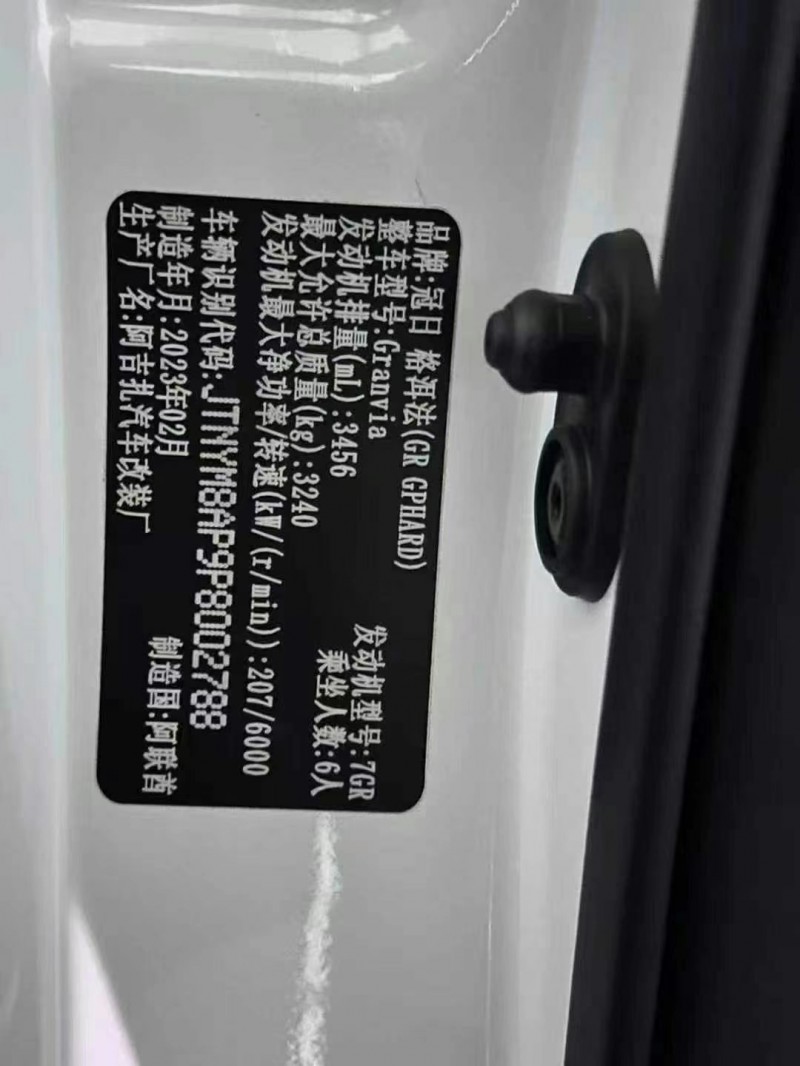 品牌:冠日 格洱法(GR GPHARD)
整车型号:Granvia
发动机排量(mL):3456 发动机型号:7GR
最大允许总质量(kg):3240 乘坐人数:6人
发动机最大净功率/转速(kW/(r/min)):207/6000
车辆识别代码:JTNYM8AP9P8002788
制造年月:2023年02月 制造国:阿联酋
生产厂名:阿吉扎汽车改装厂